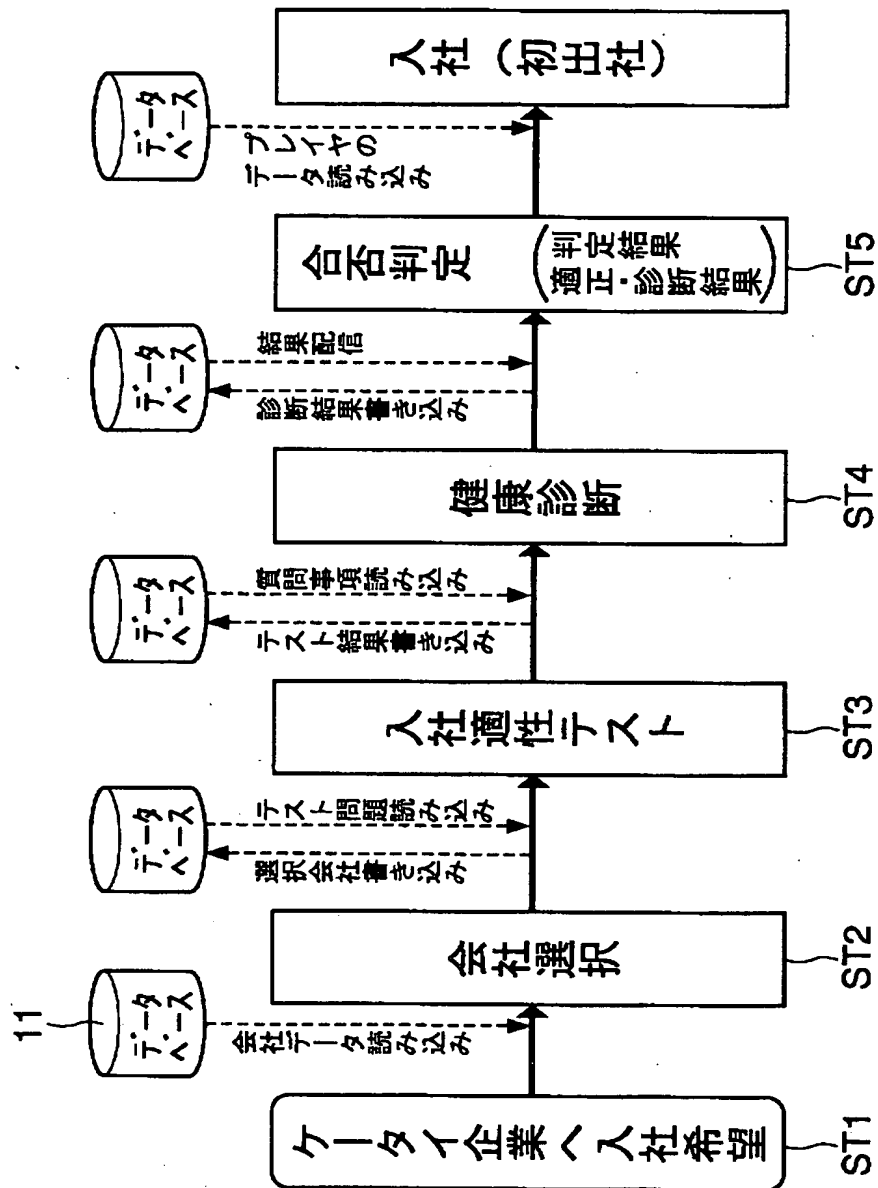 ケータイ企業へ入社希望
ST1
11
データ
ベース
会社データ読み込み
会社選択
ST2
データ
ベース
選択会社書き込み
テスト問題読み込み
入社適性テスト
ST3
データ
ベース
テスト結果書き込み
質問事項読み込み
健康診断
ST4
データ
ベース
診断結果書き込み
結果配信
合否判定
(判定結果
適正・診断結果)
ST5
データ
ベース
プレイヤの
データ読み込み
入社(初出社)